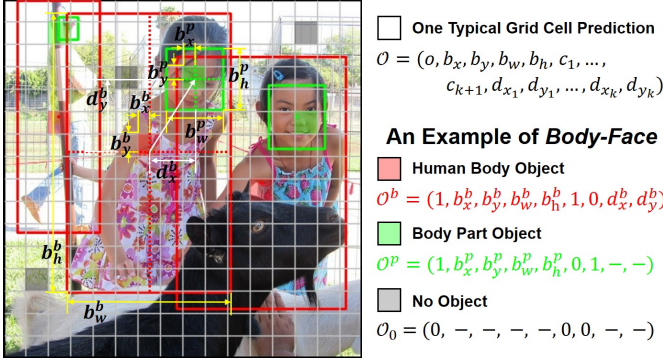 b_x^p
b_y^p
b_h^p
d_y^b
b_x^b
b_w^p
b_y^b
d_x^b
b_h^b
b_w^b
One Typical Grid Cell Prediction
𝒪 = (o, b_x, b_y, b_w, b_h, c_1, …,
c_{k+1}, d_{x_1}, d_{y_1}, …, d_{x_k}, d_{y_k})
An Example of Body-Face
Human Body Object
𝒪^b = (1, b_x^b, b_y^b, b_w^b, b_h^b, 1, 0, d_x^b, d_y^b)
Body Part Object
𝒪^p = (1, b_x^p, b_y^p, b_w^p, b_h^p, 0, 1, −, −)
No Object
𝒪_0 = (0, −, −, −, −, 0, 0, −, −)